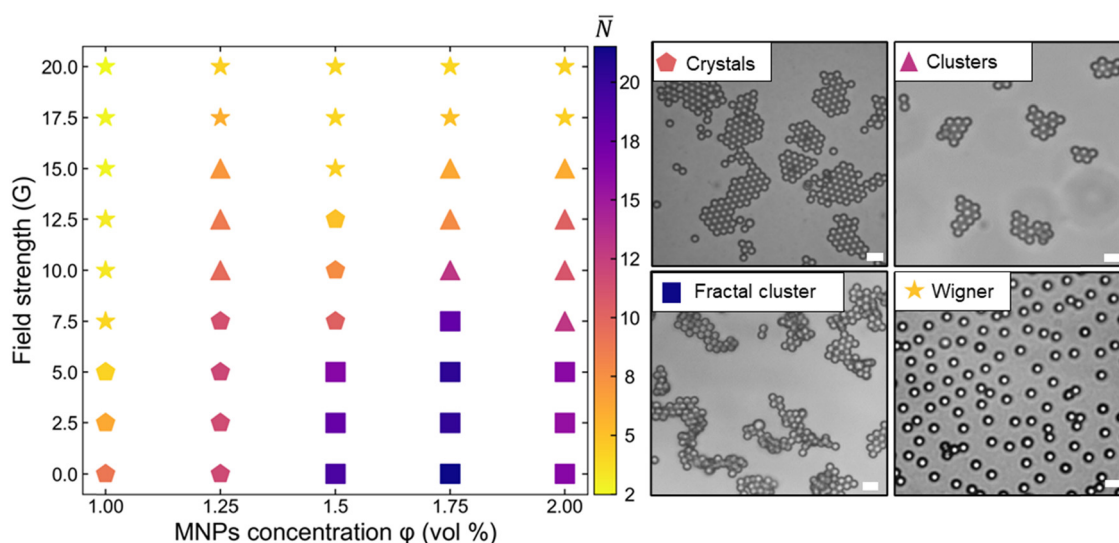 N̅
20.0
17.5
15.0
12.5
10.0
7.5
5.0
2.5
0.0
Field strength (G)
1.00 1.25 1.5 1.75 2.00
MNPs concentration φ (vol %)
20
18
15
12
10
8
5
2
Crystals
Clusters
Fractal cluster
Wigner